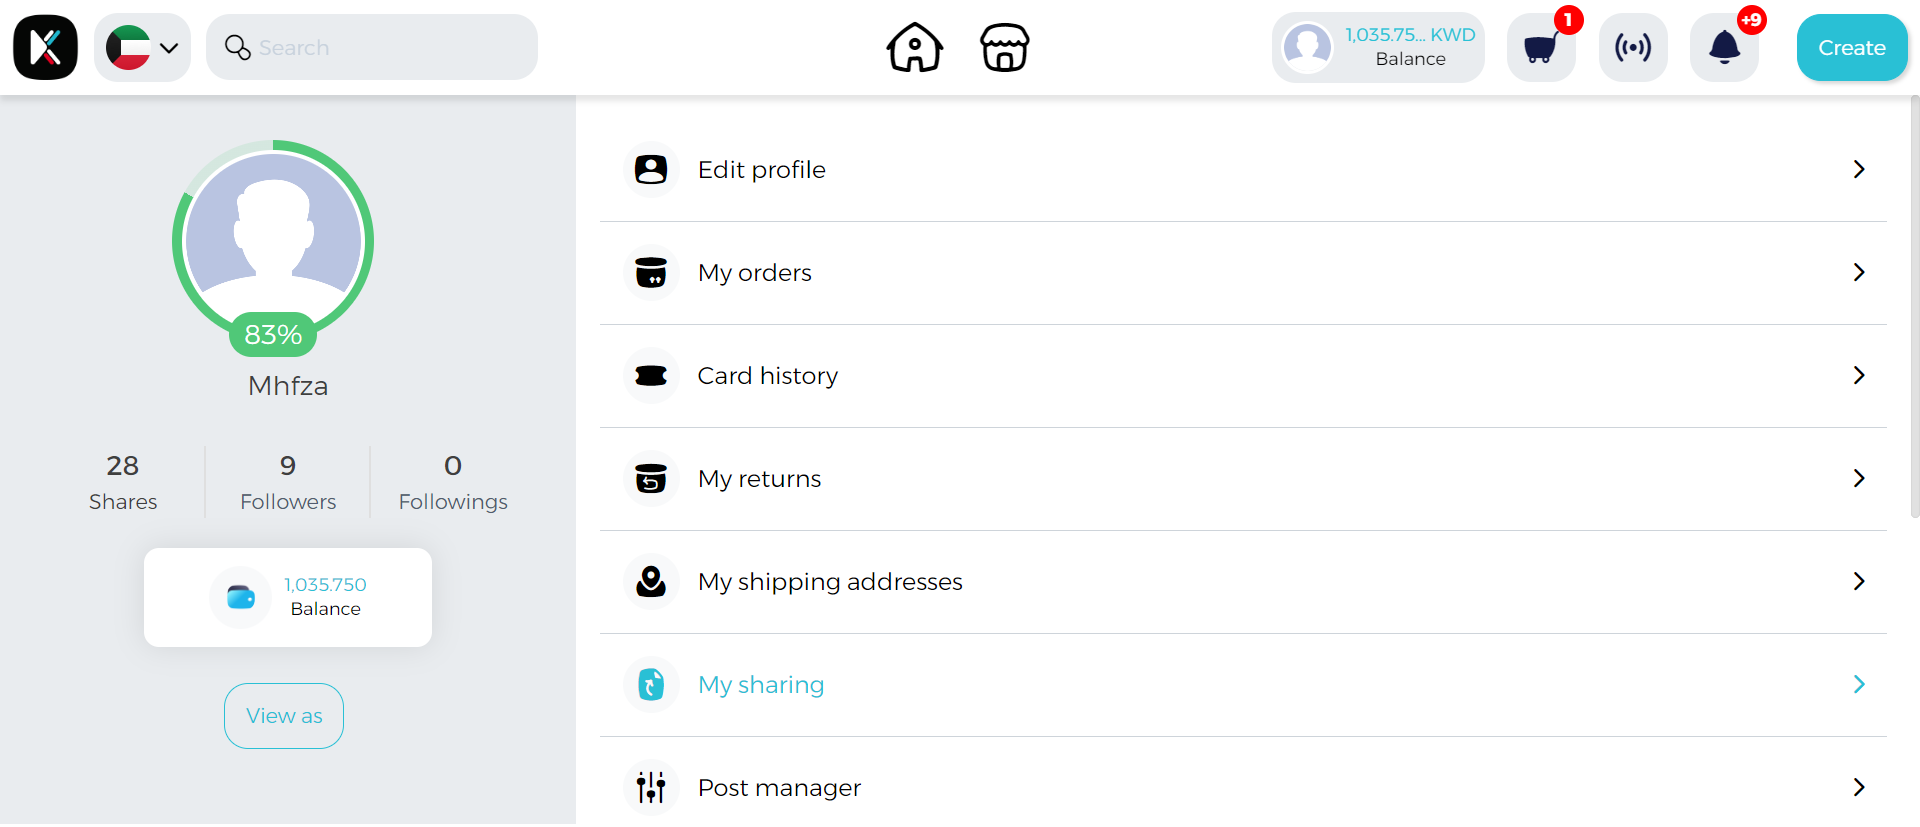 Search
1,035.75... KWD
Balance
1
+9
Create
83%
Mhfza
28
Shares
9
Followers
0
Followings
1,035.750
Balance
View as
Edit profile
My orders
Card history
My returns
My shipping addresses
My sharing
Post manager